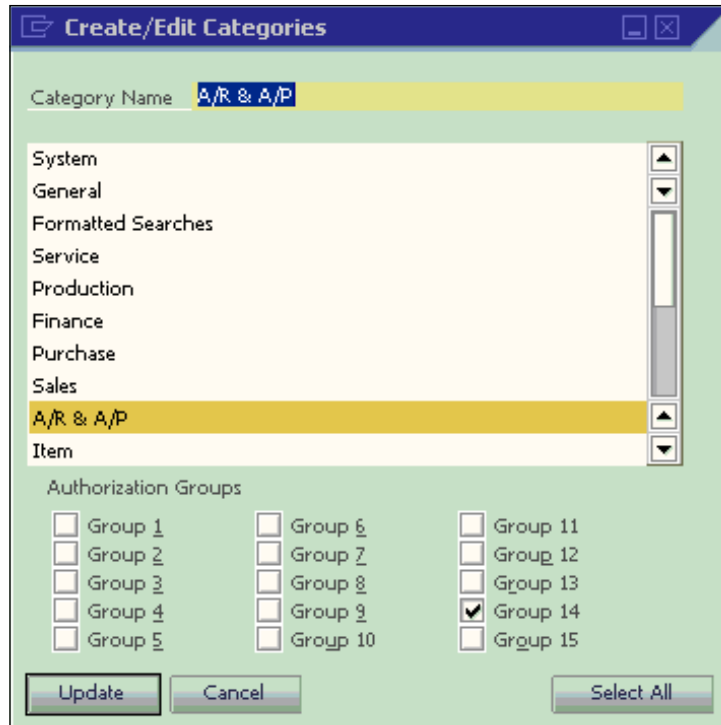 Create/Edit Categories
Category Name A/R & A/P
System
General
Formatted Searches
Service
Production
Finance
Purchase
Sales
A/R & A/P
Item
Authorization Groups
Group 1 Group 6 Group 11
Group 2 Group 7 Group 12
Group 3 Group 8 Group 13
Group 4 Group 9 Group 14
Group 5 Group 10 Group 15
Update Cancel Select All